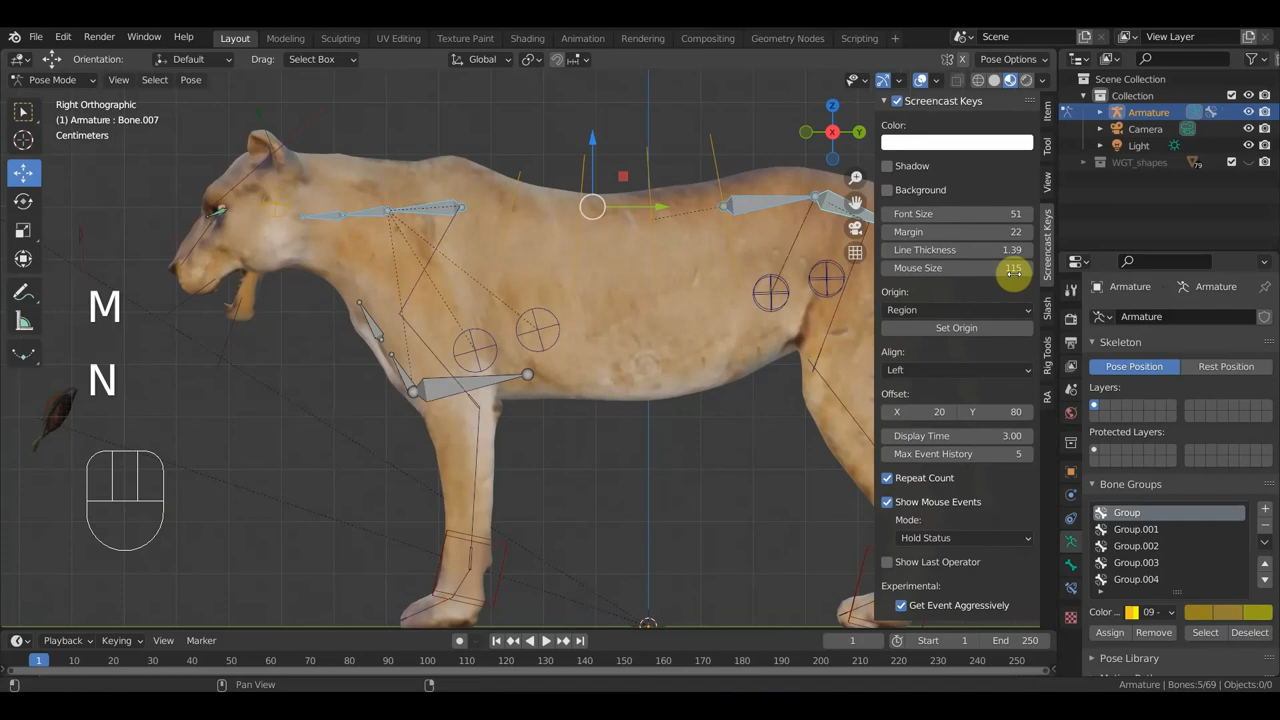 File Edit Render Window Help Layout Modeling Sculpting UV Editing Texture Paint Shading Animation Rendering Compositing Geometry Nodes Scripting + Scene View Layer
Orientation: Default Drag: Select Box Global Pose Options
Pose Mode View Select Pose
Right Orthographic
(1) Armature : Bone.007
Centimeters
M
N
Z
Y
X
Screencast Keys
Color:
Shadow
Background
Font Size 51
Margin 22
Line Thickness 1.39
Mouse Size 115
Origin:
Region
Set Origin
Align:
Left
Offset:
X 20 Y 80
Display Time 3.00
Max Event History 5
Repeat Count
Show Mouse Events
Mode:
Hold Status
Show Last Operator
Experimental:
Get Event Aggressively
Item
Tool
View
Screencast Keys
Slash
Rig Tools
RA
Scene Collection
Collection
Armature
Camera
Light
WGT_shapes 79
Armature Armature
Armature
Skeleton
Pose Position Rest Position
Layers:
Protected Layers:
Bone Groups
Group
Group.001
Group.002
Group.003
Group.004
Color ... 09 -
Assign Remove Select Deselect
Pose Library
Playback Keying View Marker 1 Start 1 End 250
1 10 20 30 40 50 60 70 80 90 100 110 120 130 140 150 160 170 180 190 200 210 220 230 240 250
Pan View Armature | Bones:5/69 | Objects:0/0